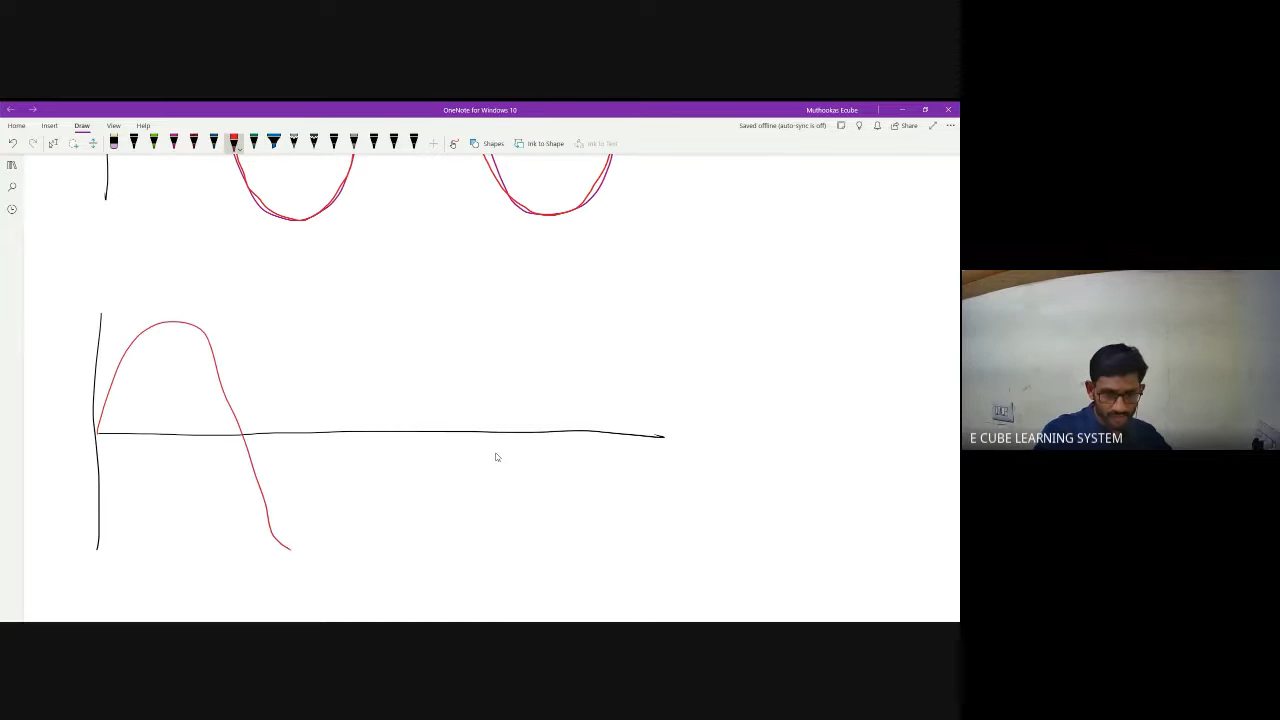 OneNote for Windows 10
Muthookas Ecube
Home Insert Draw View Help
Saved offline (auto-sync is off)
Share
Shapes
Ink to Shape
Ink to Text
E CUBE LEARNING SYSTEM